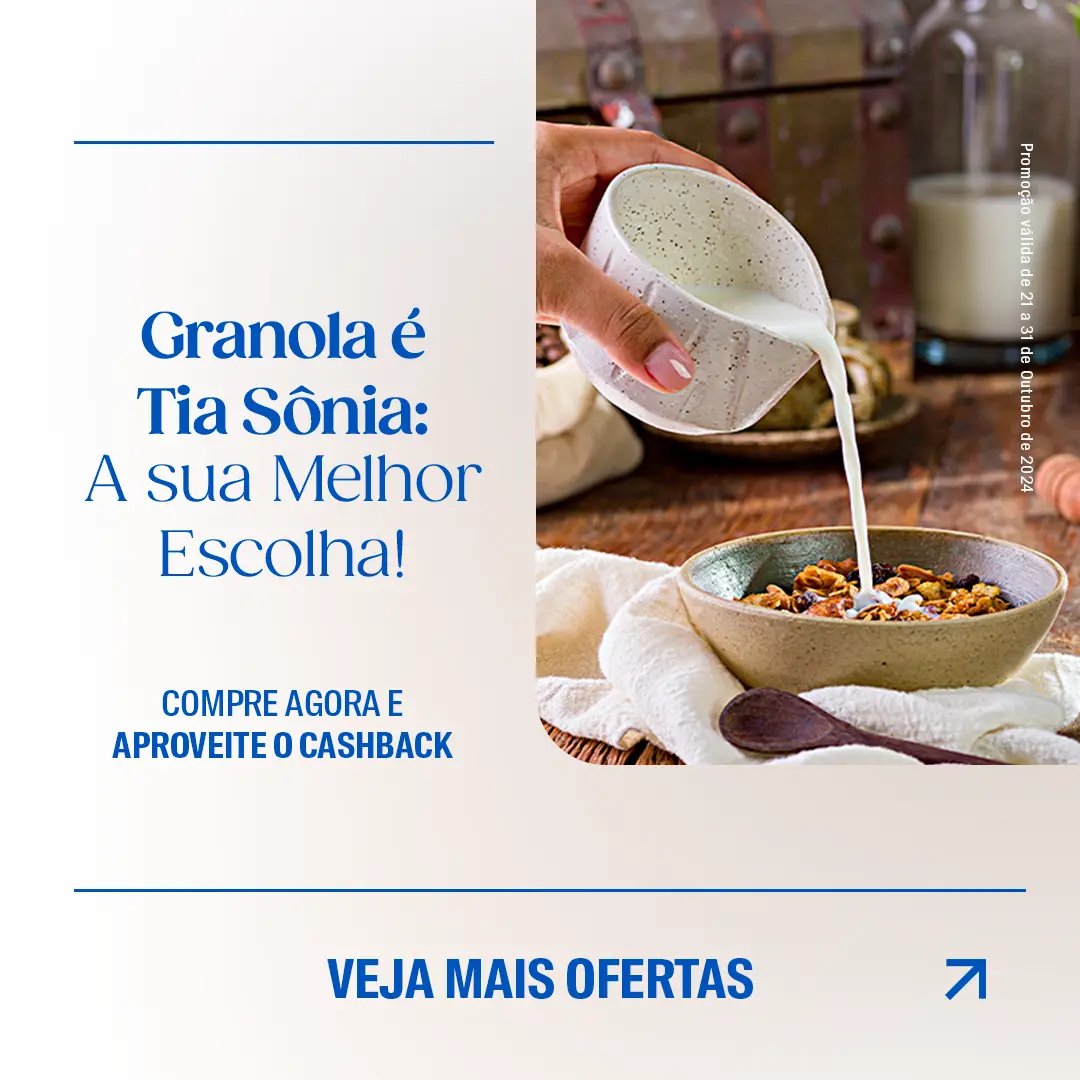 Granola é
Tia Sônia:
A sua Melhor
Escolha!
COMPRE AGORA E
APROVEITE O CASHBACK
Promoção válida de 21 a 31 de Outubro de 2024
VEJA MAIS OFERTAS